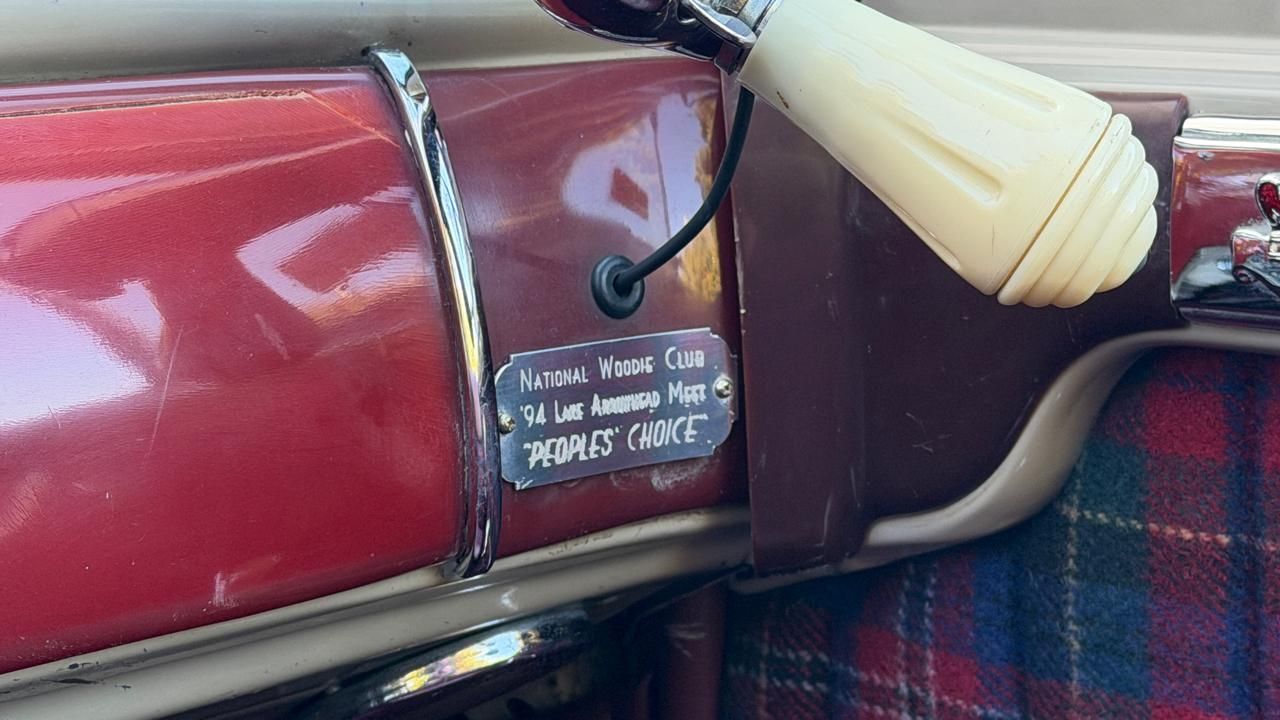 NATIONAL WOODIE CLUB
'94 LAKE ARROWHEAD MEET
"PEOPLES' CHOICE"